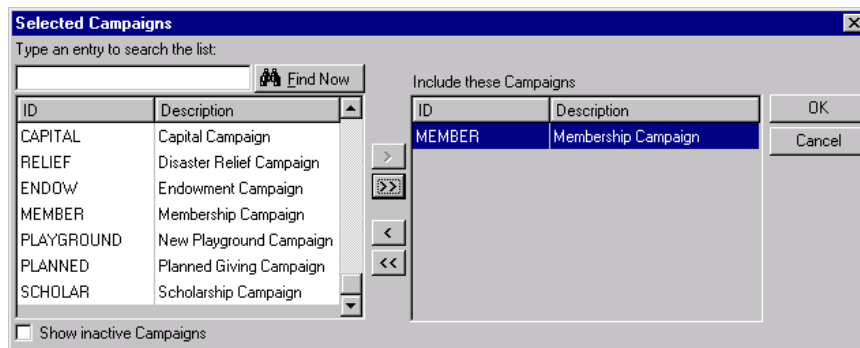 Selected Campaigns
Type an entry to search the list:
Find Now
ID Description
CAPITAL Capital Campaign
RELIEF Disaster Relief Campaign
ENDOW Endowment Campaign
MEMBER Membership Campaign
PLAYGROUND New Playground Campaign
PLANNED Planned Giving Campaign
SCHOLAR Scholarship Campaign
Show inactive Campaigns
>
>>
<
<<
Include these Campaigns
ID Description
MEMBER Membership Campaign
OK
Cancel